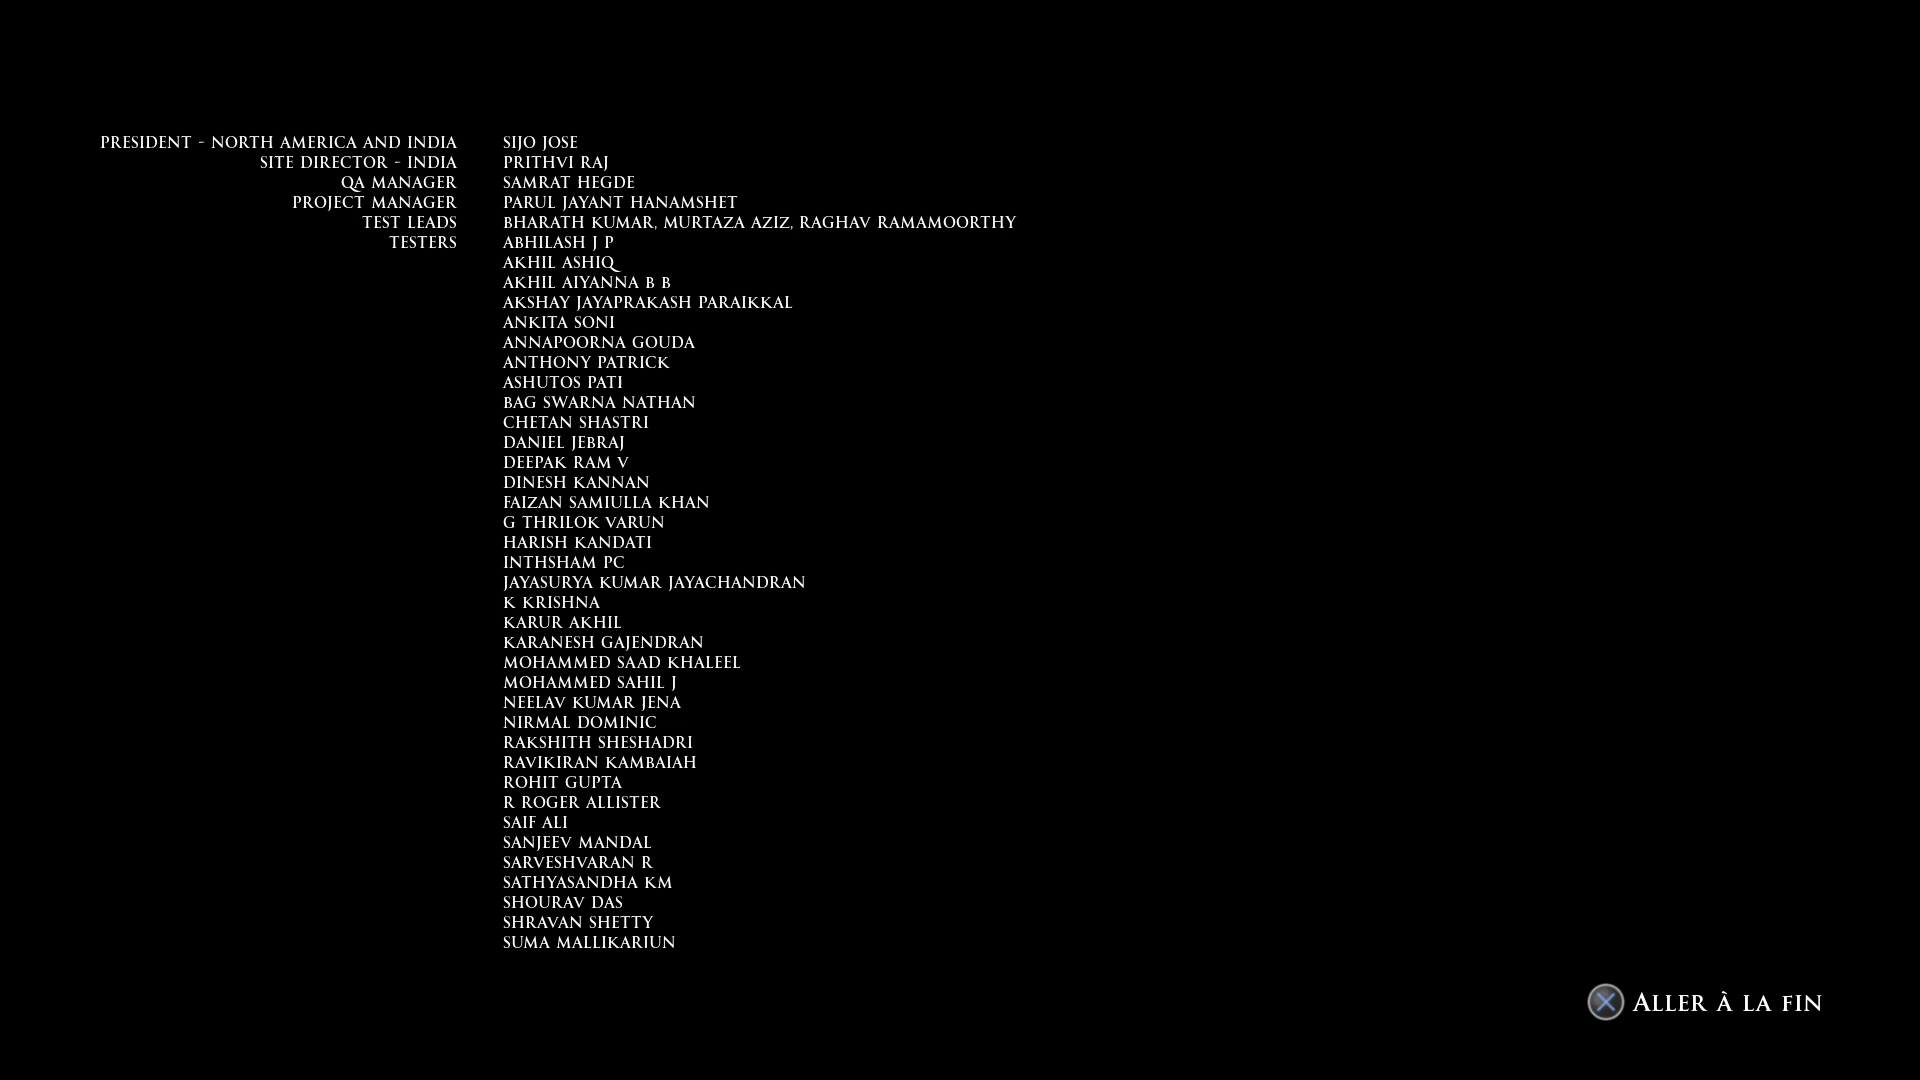 PRESIDENT - NORTH AMERICA AND INDIA SIJO JOSE
SITE DIRECTOR - INDIA PRITHVI RAJ
QA MANAGER SAMRAT HEGDE
PROJECT MANAGER PARUL JAYANT HANAMSHET
TEST LEADS BHARATH KUMAR, MURTAZA AZIZ, RAGHAV RAMAMOORTHY
TESTERS ABHILASH J P
AKHIL ASHIQ
AKHIL AIYANNA B B
AKSHAY JAYAPRAKASH PARAIKKAL
ANKITA SONI
ANNAPOORNA GOUDA
ANTHONY PATRICK
ASHUTOS PATI
BAG SWARNA NATHAN
CHETAN SHASTRI
DANIEL JEBRAJ
DEEPAK RAM V
DINESH KANNAN
FAIZAN SAMIULLA KHAN
G THRILOK VARUN
HARISH KANDATI
INTHSHAM PC
JAYASURYA KUMAR JAYACHANDRAN
K KRISHNA
KARUR AKHIL
KARANESH GAJENDRAN
MOHAMMED SAAD KHALEEL
MOHAMMED SAHIL J
NEELAV KUMAR JENA
NIRMAL DOMINIC
RAKSHITH SHESHADRI
RAVIKIRAN KAMBAIAH
ROHIT GUPTA
R ROGER ALLISTER
SAIF ALI
SANJEEV MANDAL
SARVESHVARAN R
SATHYASANDHA KM
SHOURAV DAS
SHRAVAN SHETTY
SUMA MALLIKARJUN
ALLER À LA FIN